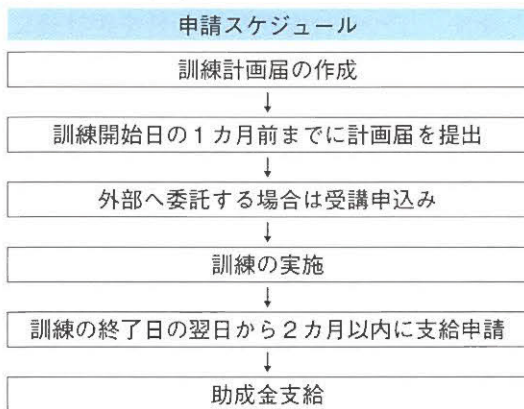 申請スケジュール
訓練計画届の作成
訓練開始日の1カ月前までに計画届を提出
外部へ委託する場合は受講申込み
訓練の実施
訓練の終了日の翌日から2カ月以内に支給申請
助成金支給